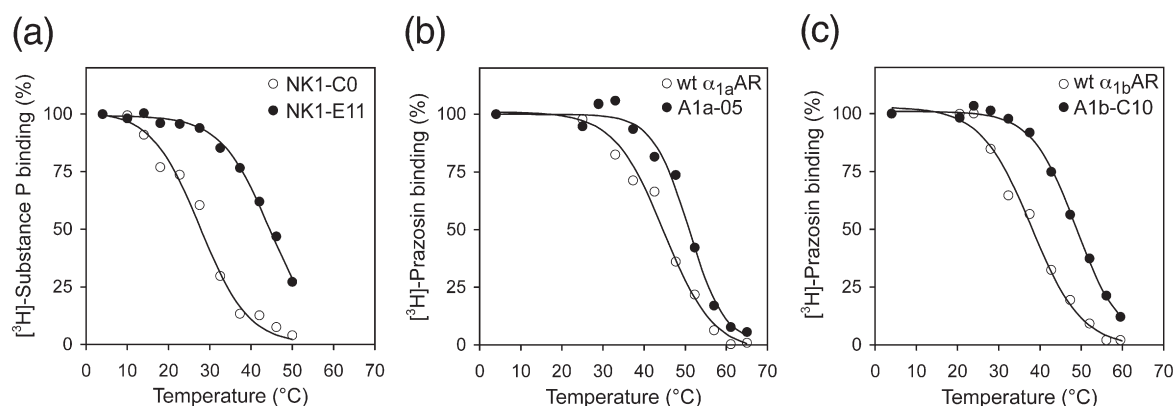 (a)
[³H]-Substance P binding (%)
100
75
50
25
0
NK1-C0
NK1-E11
0 10 20 30 40 50 60 70
Temperature (°C)
(b)
[³H]-Prazosin binding (%)
100
75
50
25
0
wt α1aAR
A1a-05
0 10 20 30 40 50 60 70
Temperature (°C)
(c)
[³H]-Prazosin binding (%)
100
75
50
25
0
wt α1bAR
A1b-C10
0 10 20 30 40 50 60 70
Temperature (°C)